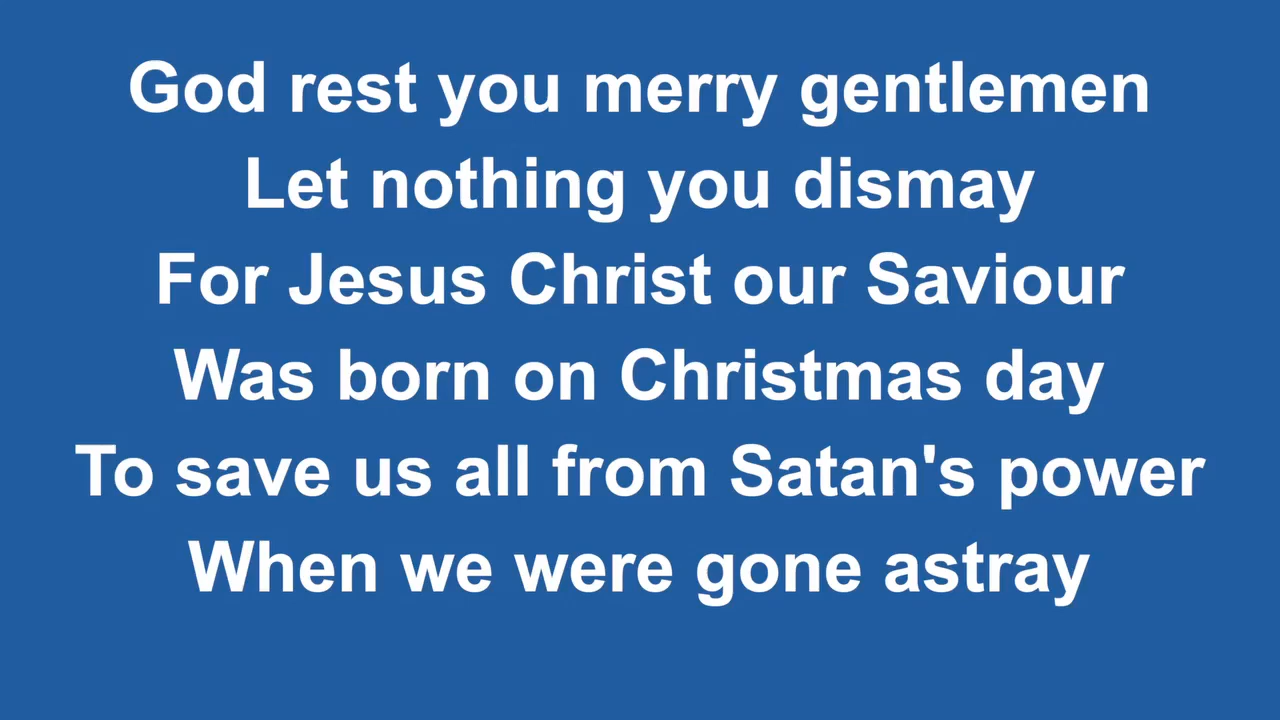 God rest you merry gentlemen
Let nothing you dismay
For Jesus Christ our Saviour
Was born on Christmas day
To save us all from Satan's power
When we were gone astray